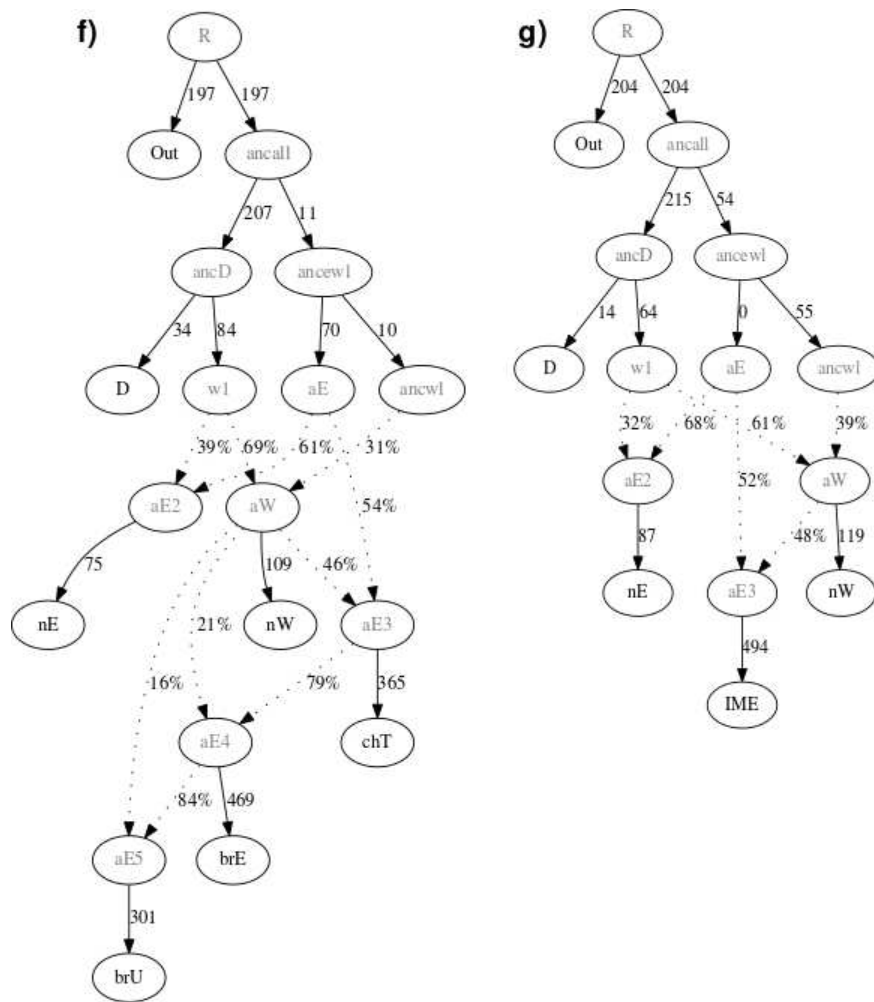 f)
R
197 197
Out ancall
207 11
ancD ancewl
34 84 70 10
D w1 aE ancwl
39% 69% 61% 31%
aE2 aW 54%
75 109 46%
nE 21% nW aE3
16% 79% 365
aE4 chT
84% 469
aE5 brE
301
brU
g)
R
204 204
Out ancall
215 54
ancD ancewl
14 64 0 55
D w1 aE ancwl
32% 68% 61% 39%
aE2 52% aW
87 48% 119
nE aE3 nW
494
IME